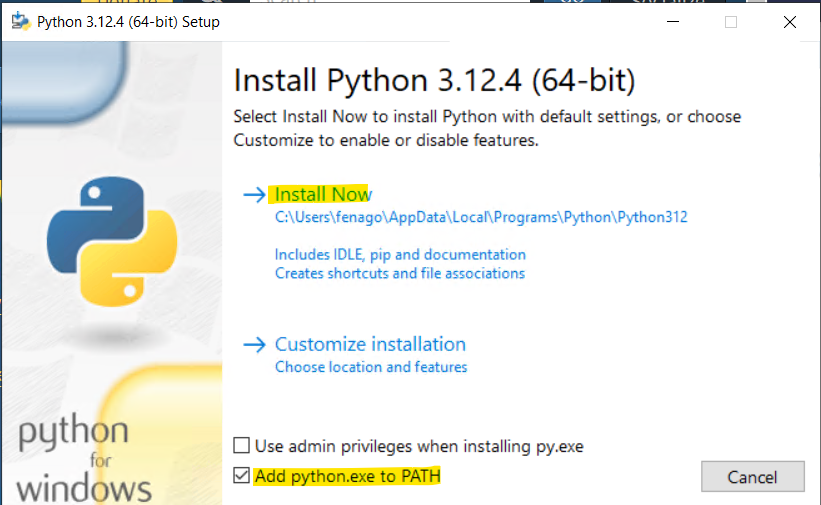 Python 3.12.4 (64-bit) Setup
Install Python 3.12.4 (64-bit)
Select Install Now to install Python with default settings, or choose
Customize to enable or disable features.
Install Now
C:\Users\fenago\AppData\Local\Programs\Python\Python312
Includes IDLE, pip and documentation
Creates shortcuts and file associations
Customize installation
Choose location and features
python
for
windows
Use admin privileges when installing py.exe
Add python.exe to PATH
Cancel